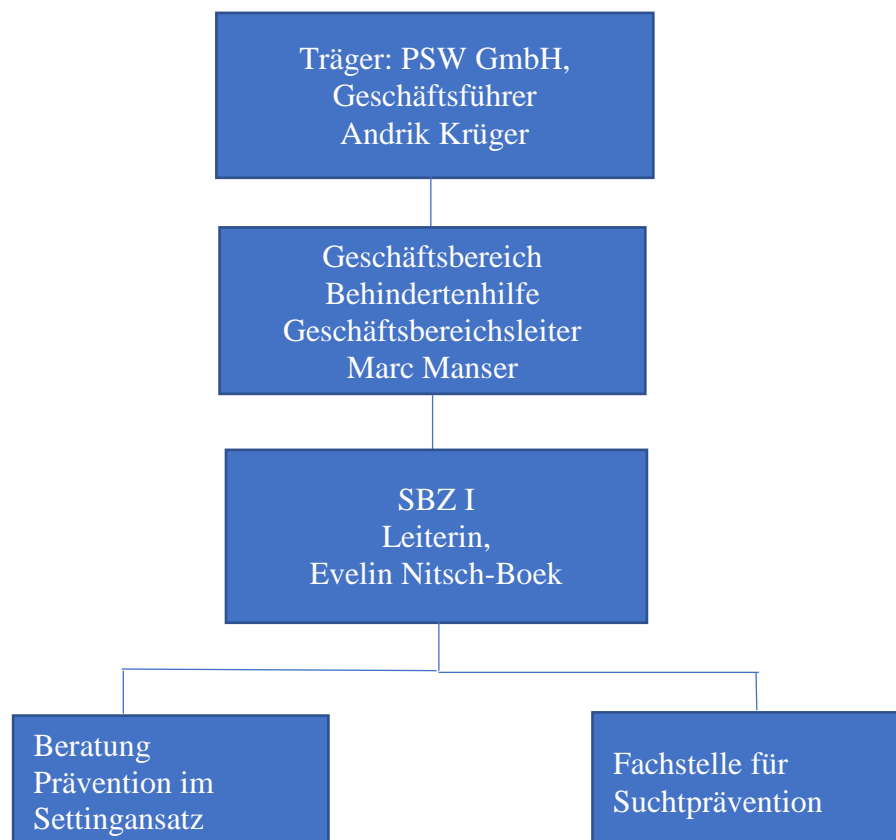 Träger: PSW GmbH,
Geschäftsführer
Andrik Krüger
Geschäftsbereich
Behindertenhilfe
Geschäftsbereichsleiter
Marc Manser
SBZ I
Leiterin,
Evelin Nitsch-Boek
Beratung
Prävention im
Settingansatz
Fachstelle für
Suchtprävention